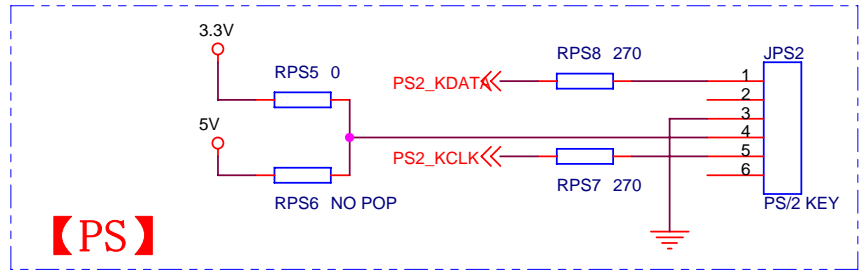 3.3V
RPS5 0
RPS8 270
JPS2
PS2_KDATA
1
2
3
5V
4
PS2_KCLK
5
6
RPS6 NO POP
RPS7 270
PS/2 KEY
【PS】